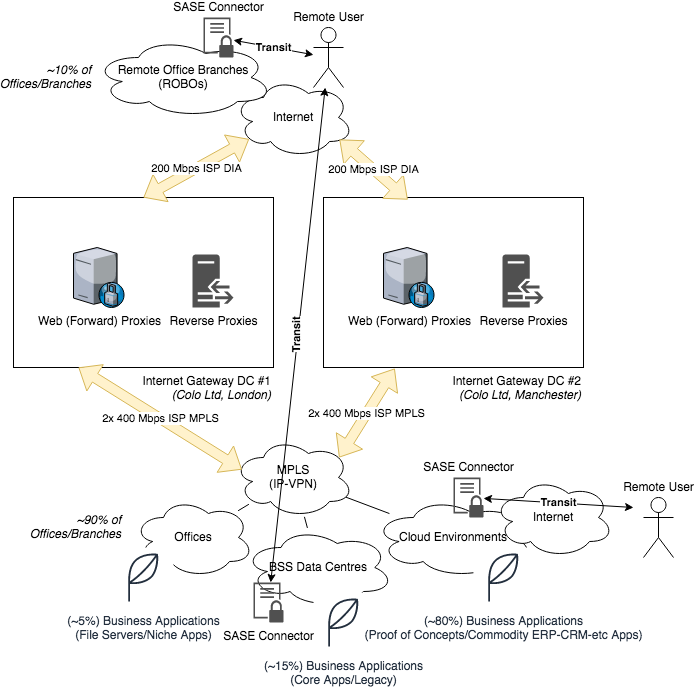 SASE Connector
Remote User
Transit
~10% of
Offices/Branches
Remote Office Branches
(ROBOs)
Internet
200 Mbps ISP DIA
200 Mbps ISP DIA
Web (Forward) Proxies
Reverse Proxies
Web (Forward) Proxies
Reverse Proxies
Transit
Internet Gateway DC #1
(Colo Ltd, London)
Internet Gateway DC #2
(Colo Ltd, Manchester)
2x 400 Mbps ISP MPLS
2x 400 Mbps ISP MPLS
MPLS
(IP-VPN)
SASE Connector
Remote User
Transit
Internet
~90% of
Offices/Branches
Offices
Cloud Environments
BSS Data Centres
SASE Connector
(~5%) Business Applications
(File Servers/Niche Apps)
(~80%) Business Applications
(Proof of Concepts/Commodity ERP-CRM-etc Apps)
(~15%) Business Applications
(Core Apps/Legacy)